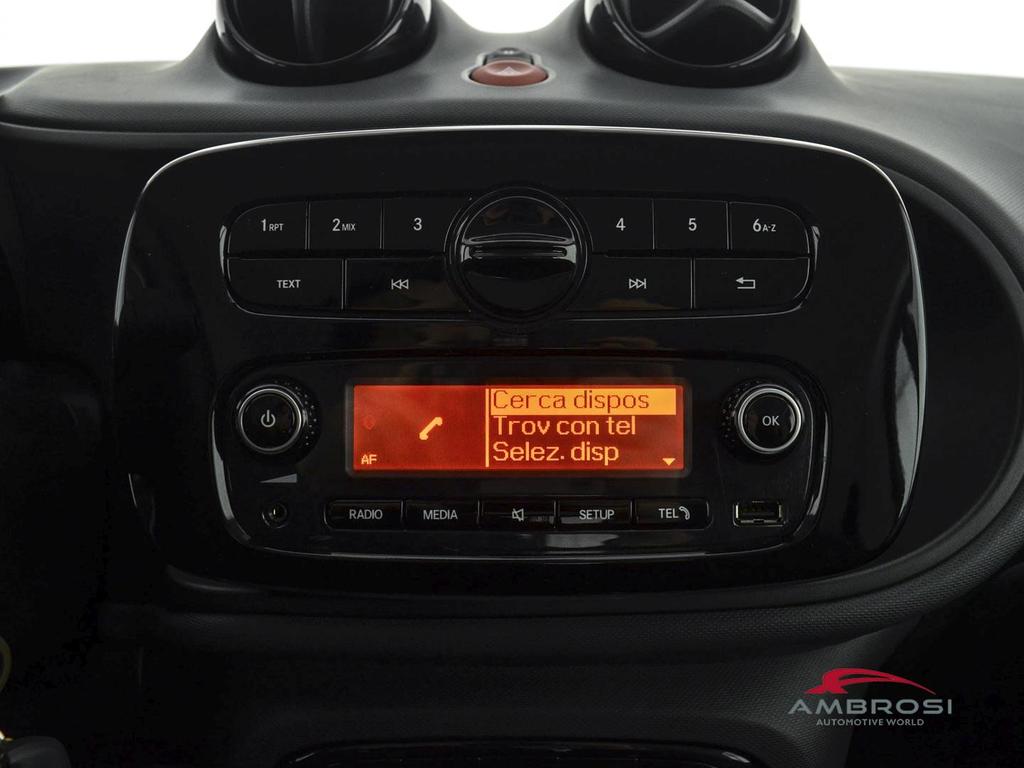 1RPT 2MIX 3 4 5 6A-Z
TEXT
Cerca dispos
Trov con tel
Selez. disp
AF
OK
RADIO MEDIA SETUP TEL
AMBROSI
AUTOMOTIVE WORLD